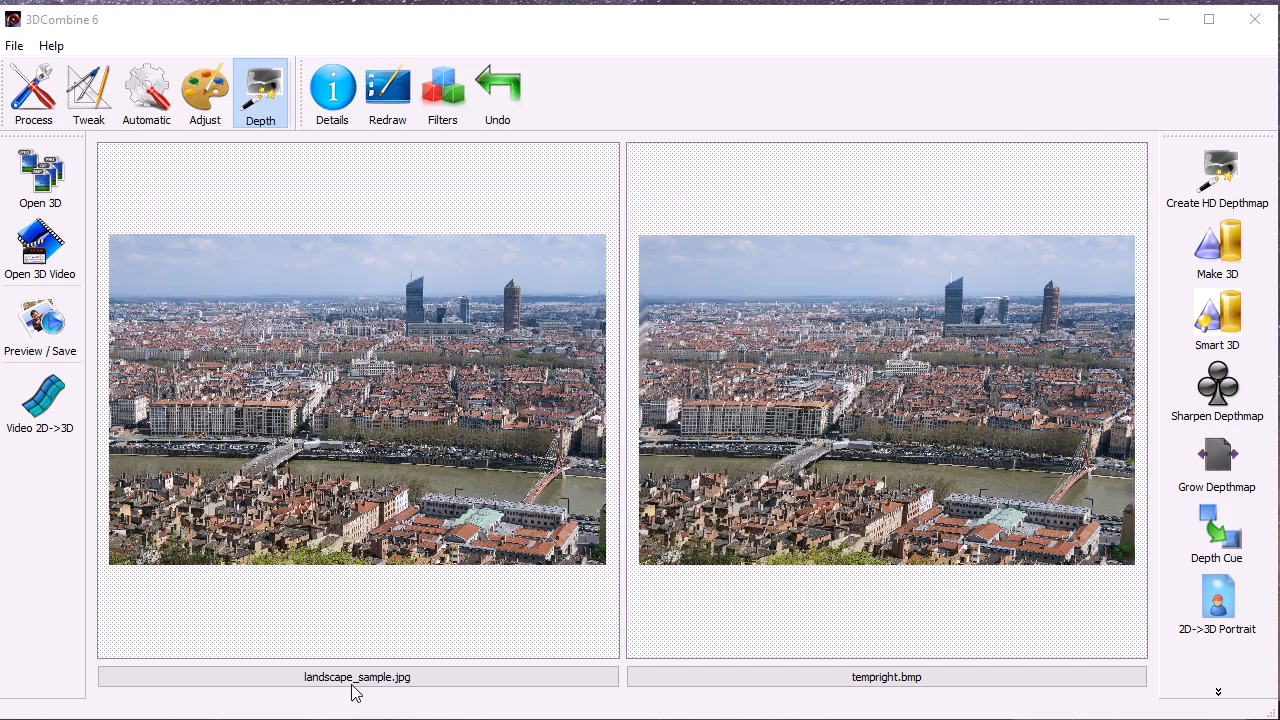 3DCombine 6
File Help
Process Tweak Automatic Adjust Depth Details Redraw Filters Undo
Open 3D
Open 3D Video
Preview / Save
Video 2D->3D
Create HD Depthmap
Make 3D
Smart 3D
Sharpen Depthmap
Grow Depthmap
Depth Cue
2D->3D Portrait
landscape_sample.jpg
tempright.bmp